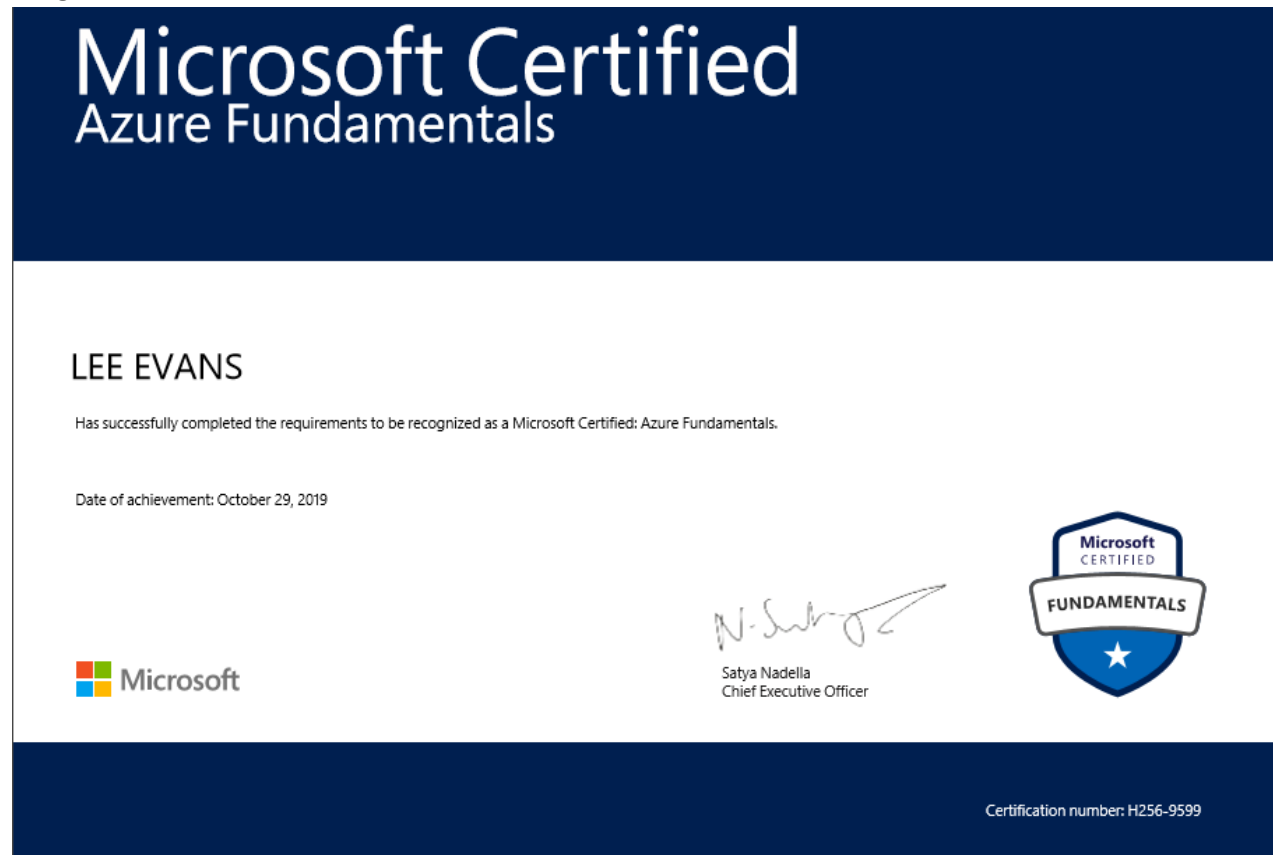 Microsoft Certified
Azure Fundamentals
LEE EVANS
Has successfully completed the requirements to be recognized as a Microsoft Certified: Azure Fundamentals.
Date of achievement: October 29, 2019
Microsoft
CERTIFIED
FUNDAMENTALS
Microsoft
Satya Nadella
Chief Executive Officer
Certification number: H256-9599